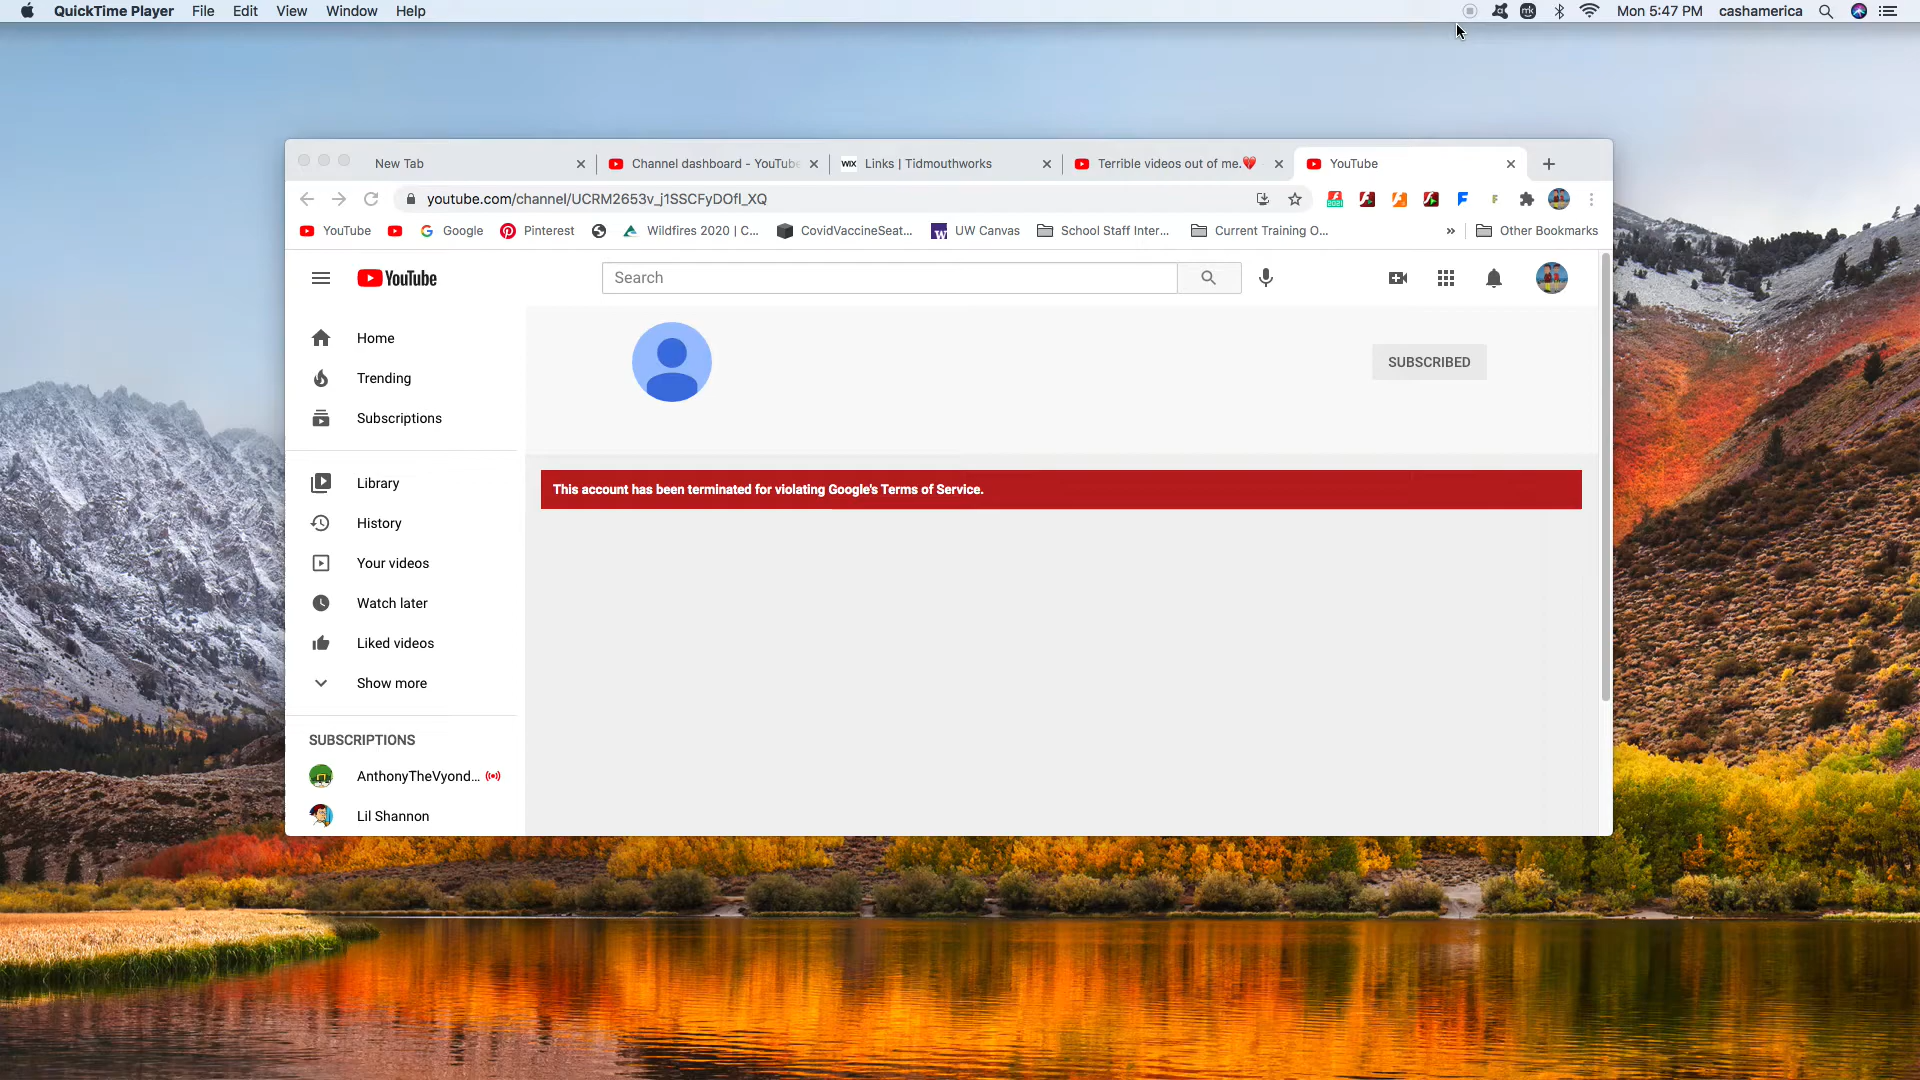 QuickTime Player File Edit View Window Help
Mon 5:47 PM cashamerica
New Tab
Channel dashboard - YouTube
WIX Links | Tidmouthworks
Terrible videos out of me.💔
YouTube
youtube.com/channel/UCRM2653v_j1SSCFyDOfl_XQ
YouTube
Google
Pinterest
Wildfires 2020 | C...
CovidVaccineSeat...
W UW Canvas
School Staff Inter...
Current Training O...
»
Other Bookmarks
YouTube
Search
Home
Trending
Subscriptions
SUBSCRIBED
This account has been terminated for violating Google's Terms of Service.
Library
History
Your videos
Watch later
Liked videos
Show more
SUBSCRIPTIONS
AnthonyTheVyond...
Lil Shannon